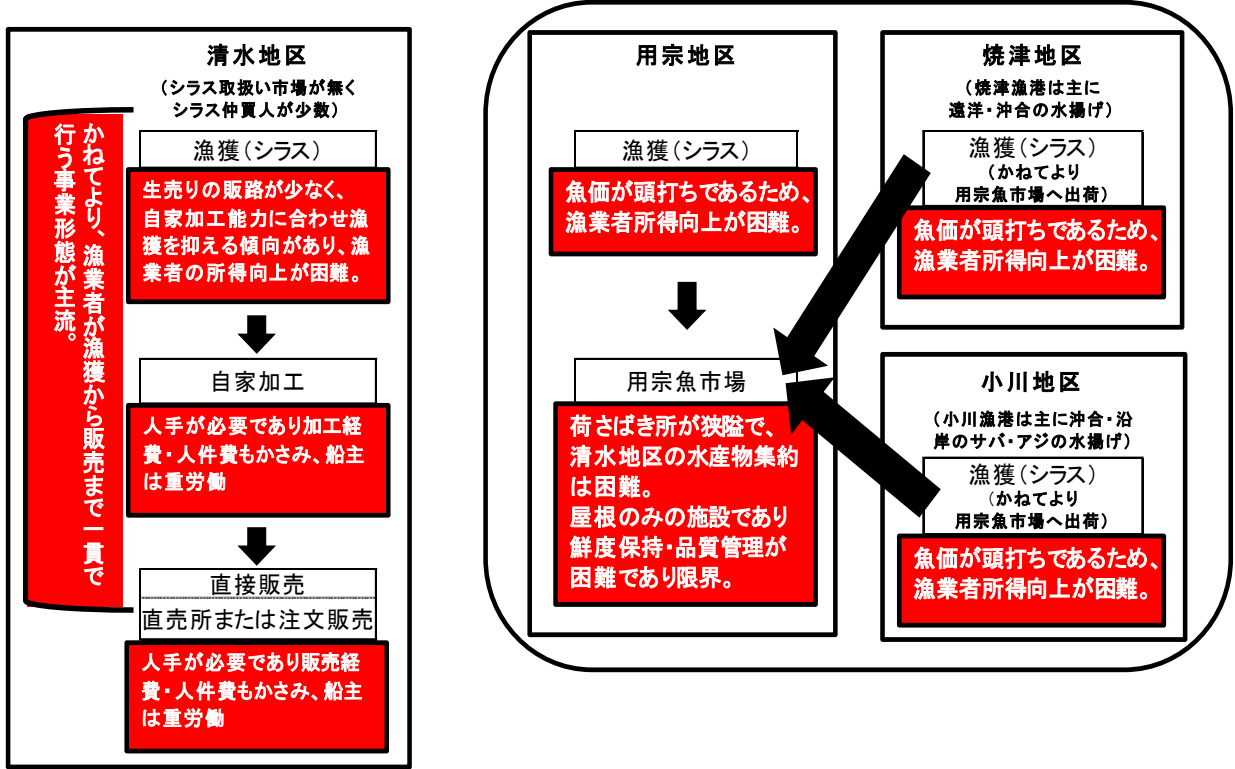 清水地区
（シラス取扱い市場が無く
シラス仲買人が少数）
かねてより、漁業者が漁獲から販売まで一貫で
行う事業形態が主流。
漁獲（シラス）
生売りの販路が少なく、
自家加工能力に合わせ漁
獲を抑える傾向があり、漁
業者の所得向上が困難。
自家加工
人手が必要であり加工経
費・人件費もかさみ、船主
は重労働
直接販売
直売所または注文販売
人手が必要であり販売経
費・人件費もかさみ、船主
は重労働
用宗地区
漁獲（シラス）
魚価が頭打ちであるため、
漁業者所得向上が困難。
用宗魚市場
荷さばき所が狭隘で、
清水地区の水産物集約
は困難。
屋根のみの施設であり
鮮度保持・品質管理が
困難であり限界。
焼津地区
（焼津漁港は主に
遠洋・沖合の水揚げ）
漁獲（シラス）
（かねてより
用宗魚市場へ出荷）
魚価が頭打ちであるため、
漁業者所得向上が困難。
小川地区
（小川漁港は主に沖合・沿
岸のサバ・アジの水揚げ）
漁獲（シラス）
（かねてより
用宗魚市場へ出荷）
魚価が頭打ちであるため、
漁業者所得向上が困難。